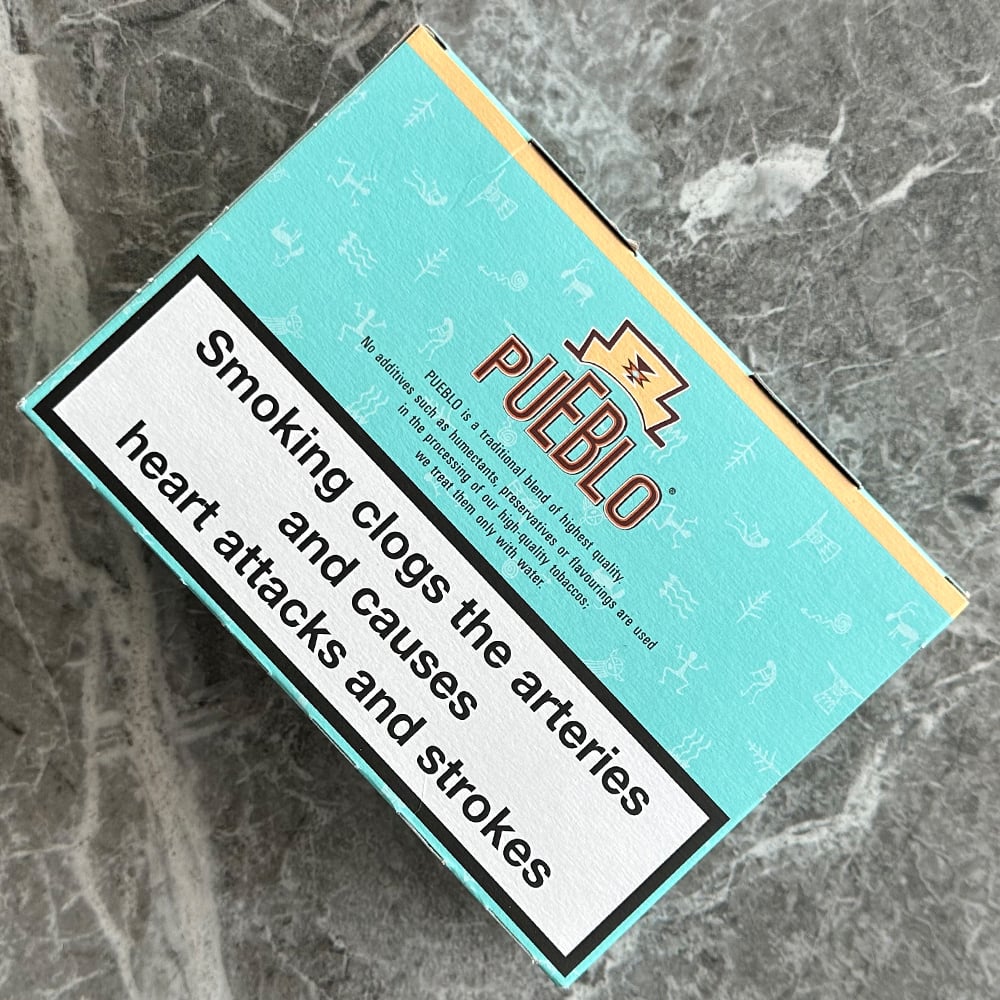 PUEBLO®
PUEBLO is a traditional blend of highest quality.
No additives such as humectants, preservatives or flavourings are used
in the processing of our high-quality tobaccos;
we treat them only with water.
Smoking clogs the arteries
and causes
heart attacks and strokes